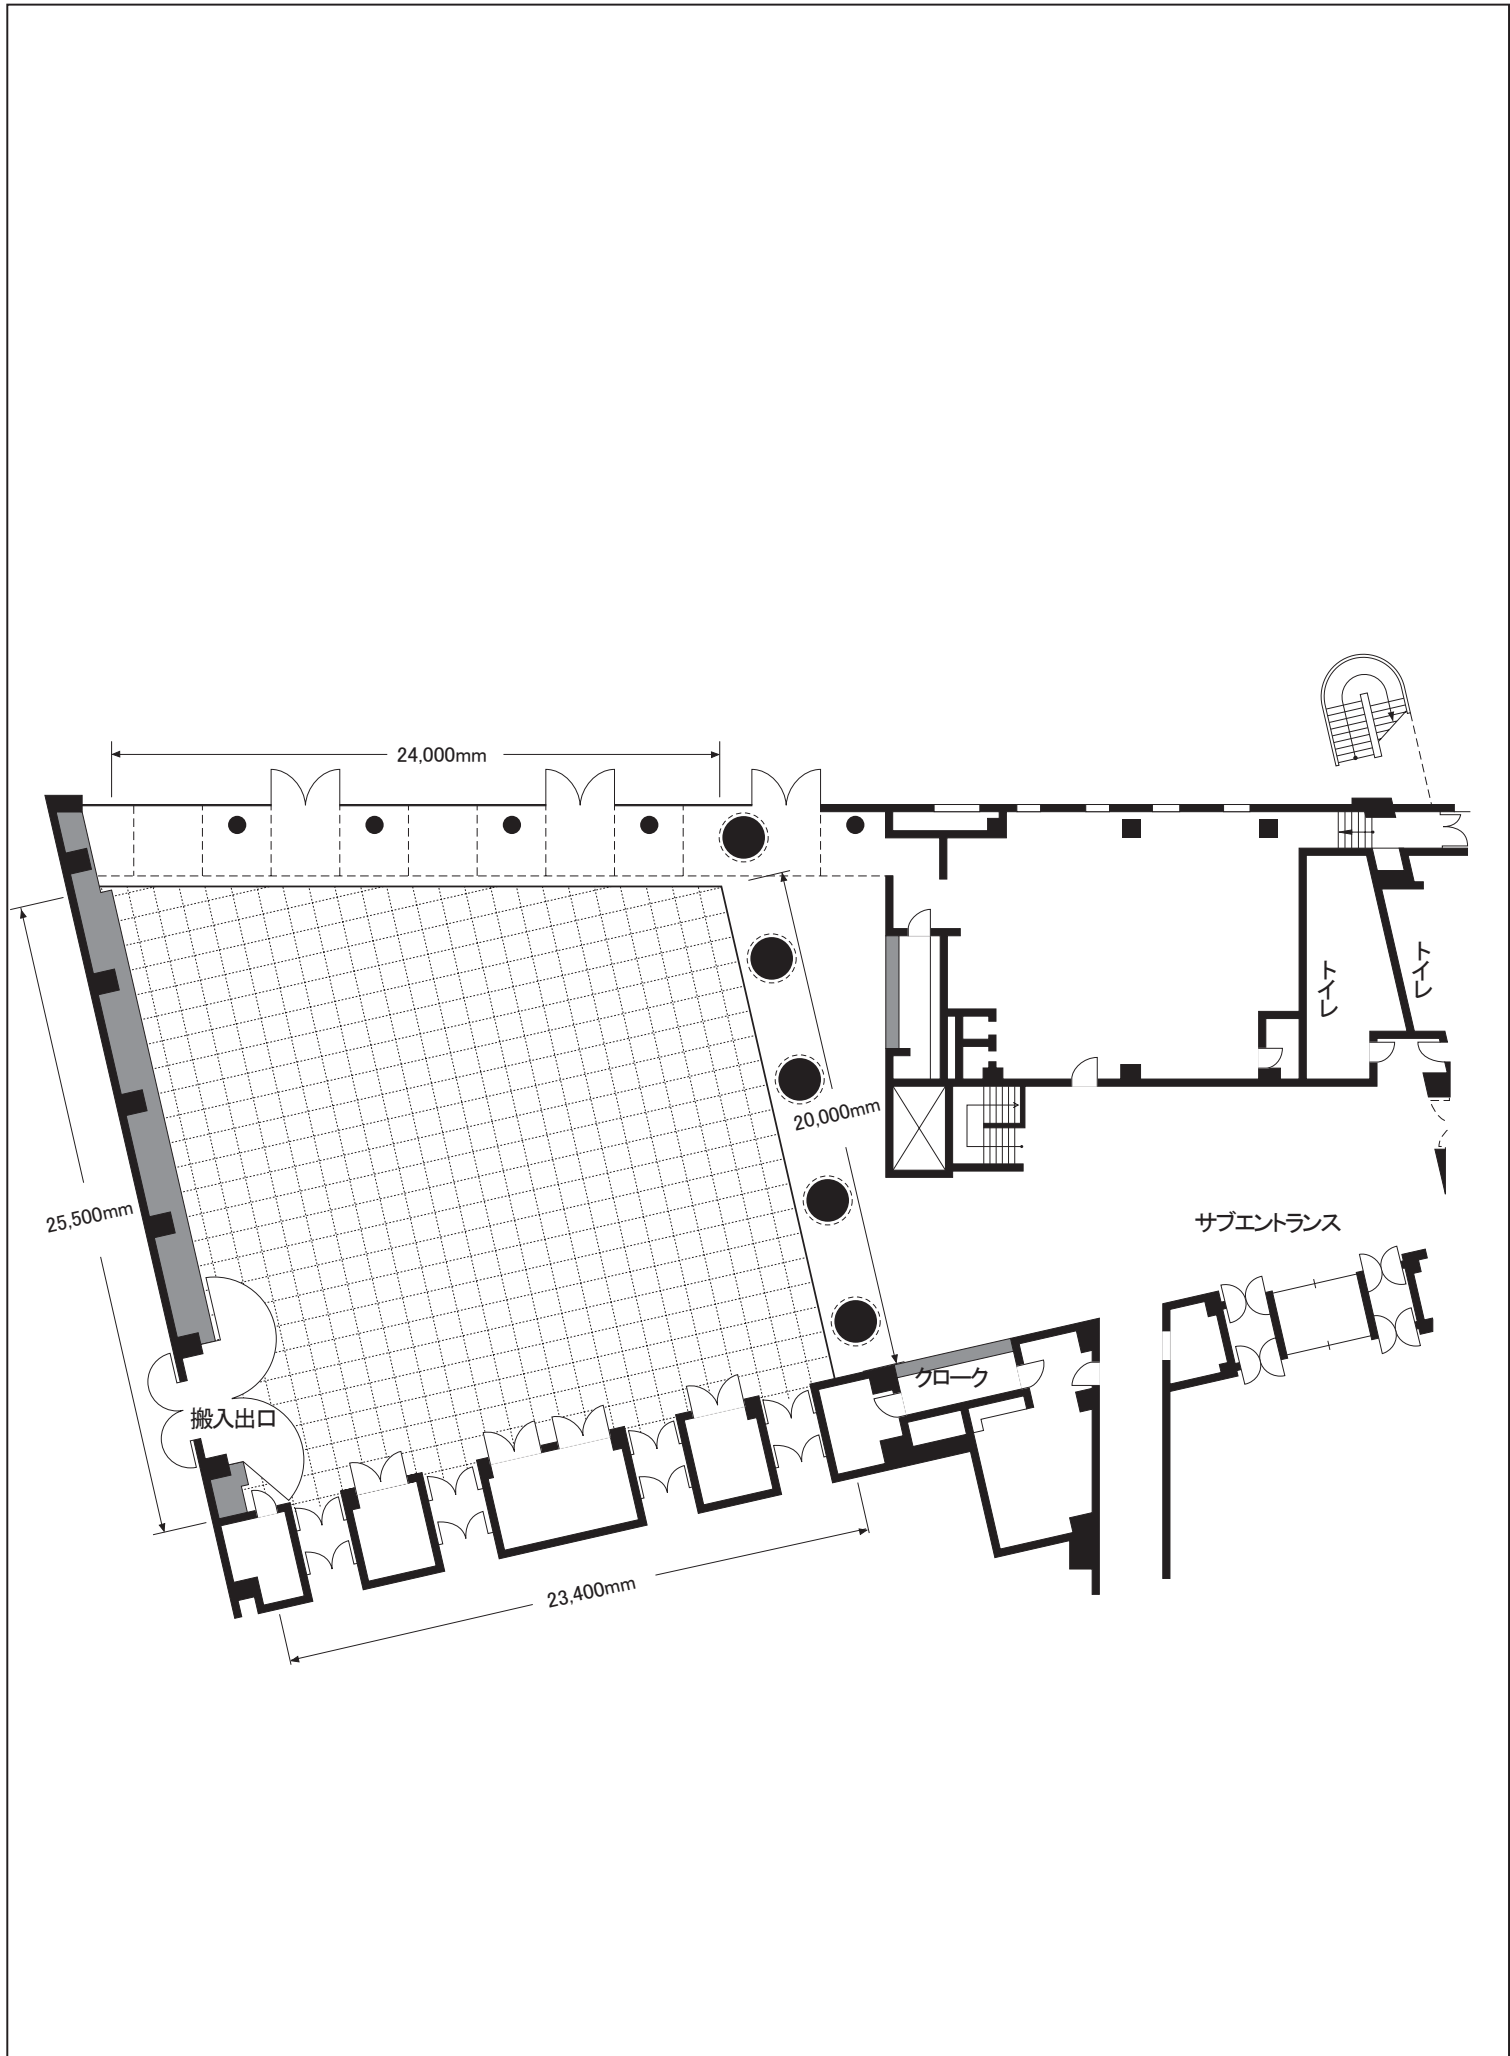 24,000mm
トイレ
トイレ
20,000mm
25,500mm
サブエントランス
クローク
搬入出口
23,400mm